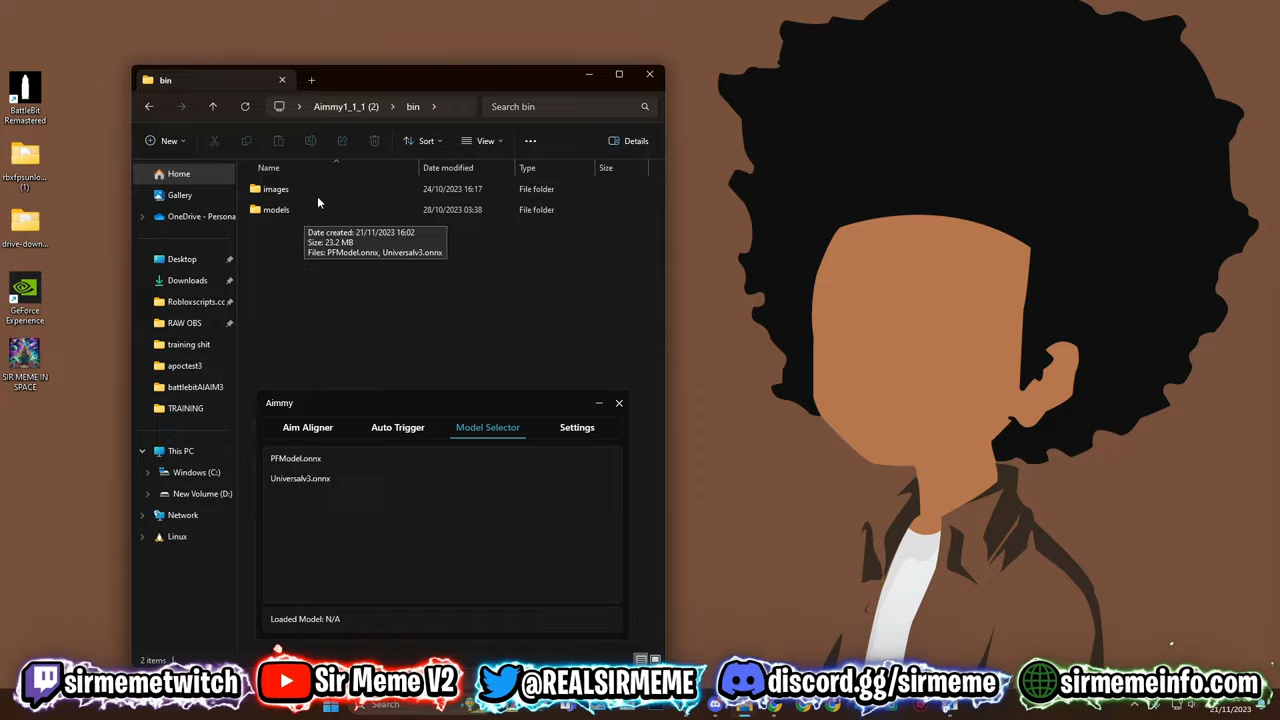 bin
Aimmy1_1_1 (2)
bin
Search bin
New
Sort
View
Details
Name
Date modified
Type
Size
Home
Gallery
OneDrive - Persona
Desktop
Downloads
Robloxscripts.cc
RAW OBS
training shit
apoctest3
battlebitAIAIM3
TRAINING
This PC
Windows (C:)
New Volume (D:)
Network
Linux
images
24/10/2023 16:17
File folder
models
28/10/2023 03:38
File folder
Date created: 21/11/2023 16:02
Size: 23.2 MB
Files: PFModel.onnx, Universalv3.onnx
BattleBit
Remastered
rbxfpsunlo...
(1)
drive-down...
GeForce
Experience
SIR MEME IN
SPACE
Aimmy
Aim Aligner
Auto Trigger
Model Selector
Settings
PFModel.onnx
Universalv3.onnx
Loaded Model: N/A
2 items
sirmemetwitch
Sir Meme V2
@REALSIRMEME
discord.gg/sirmeme
sirmemeinfo.com
Search
21/11/2023